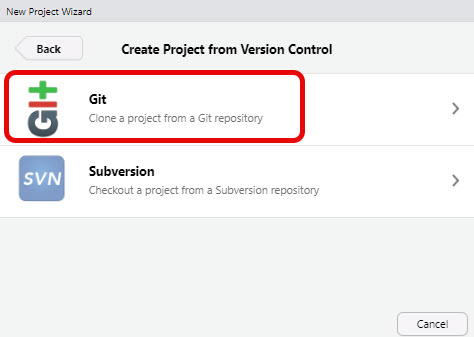 New Project Wizard
Back
Create Project from Version Control
Git
Git
Clone a project from a Git repository
SVN
Subversion
Checkout a project from a Subversion repository
Cancel